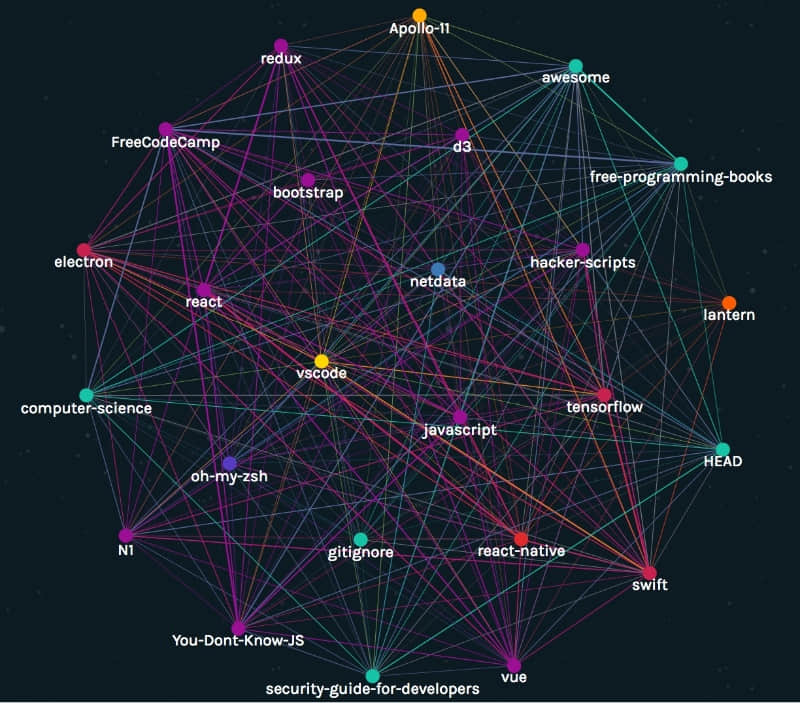 Apollo-11
redux
awesome
FreeCodeCamp
d3
free-programming-books
bootstrap
electron
hacker-scripts
netdata
react
lantern
vscode
computer-science
tensorflow
javascript
HEAD
oh-my-zsh
N1
gitignore
react-native
swift
You-Dont-Know-JS
vue
security-guide-for-developers